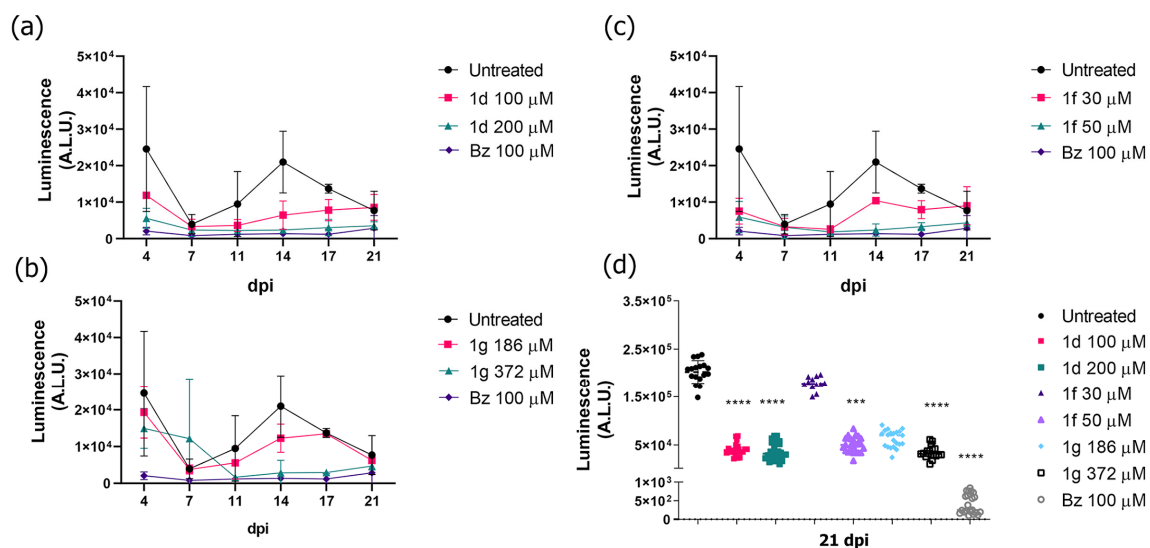 (a)
Luminescence
(A.L.U.)
5×10⁴
4×10⁴
3×10⁴
2×10⁴
1×10⁴
0
4 7 11 14 17 21
dpi
Untreated
1d 100 μM
1d 200 μM
Bz 100 μM
(c)
Luminescence
(A.L.U.)
5×10⁴
4×10⁴
3×10⁴
2×10⁴
1×10⁴
0
4 7 11 14 17 21
dpi
Untreated
1f 30 μM
1f 50 μM
Bz 100 μM
(b)
Luminescence
(A.L.U.)
5×10⁴
4×10⁴
3×10⁴
2×10⁴
1×10⁴
0
4 7 11 14 17 21
dpi
Untreated
1g 186 μM
1g 372 μM
Bz 100 μM
(d)
Luminescence
(A.L.U.)
3.5×10⁵
2.5×10⁵
1.5×10⁵
5×10⁴
1×10³
0
**** **** *** **** ****
21 dpi
Untreated
1d 100 μM
1d 200 μM
1f 30 μM
1f 50 μM
1g 186 μM
1g 372 μM
Bz 100 μM